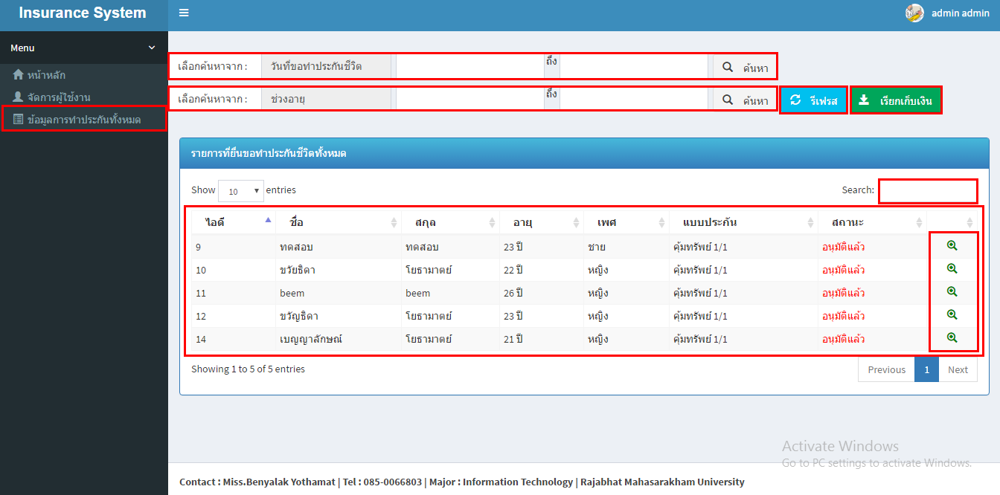 Insurance System
admin admin
Menu
หน้าหลัก
จัดการผู้ใช้งาน
ข้อมูลการทำประกันทั้งหมด
เลือกค้นหาจาก : วันที่ขอทำประกันชีวิต ถึง ค้นหา
เลือกค้นหาจาก : ช่วงอายุ ถึง ค้นหา รีเฟรส เรียกเก็บเงิน
รายการที่ยื่นขอทำประกันชีวิตทั้งหมด
Show 10 entries Search:
ไอดี ชื่อ สกุล อายุ เพศ แบบประกัน สถานะ
9 ทดสอบ ทดสอบ 23 ปี ชาย คุ้มทรัพย์ 1/1 อนุมัติแล้ว
10 ขวัยธิดา โยธามาตย์ 22 ปี หญิง คุ้มทรัพย์ 1/1 อนุมัติแล้ว
11 beem beem 26 ปี หญิง คุ้มทรัพย์ 1/1 อนุมัติแล้ว
12 ขวัญธิดา โยธามาตย์ 23 ปี หญิง คุ้มทรัพย์ 1/1 อนุมัติแล้ว
14 เบญญาลักษณ์ โยธามาตย์ 21 ปี หญิง คุ้มทรัพย์ 1/1 อนุมัติแล้ว
Showing 1 to 5 of 5 entries Previous 1 Next
Activate Windows
Go to PC settings to activate Windows.
Contact : Miss.Benyalak Yothamat | Tel : 085-0066803 | Major : Information Technology | Rajabhat Mahasarakham University